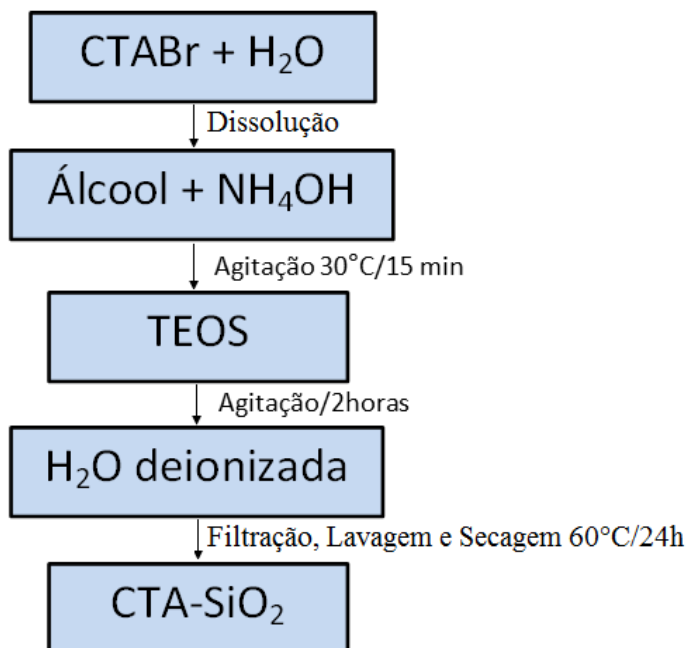 CTABr + H₂O
Dissolução
Álcool + NH₄OH
Agitação 30°C/15 min
TEOS
Agitação/2horas
H₂O deionizada
Filtração, Lavagem e Secagem 60°C/24h
CTA-SiO₂